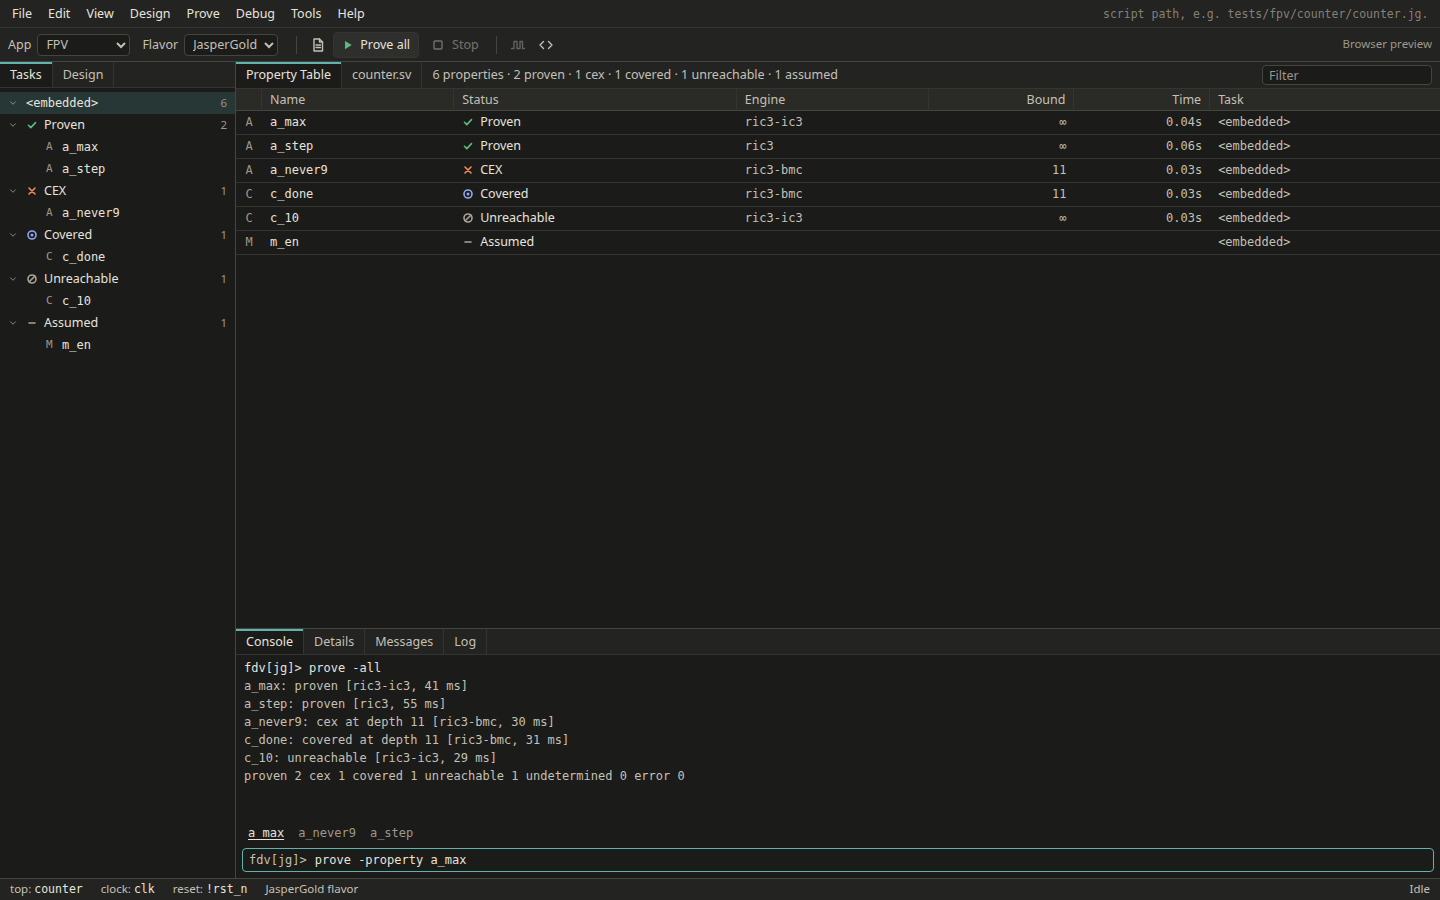 File Edit View Design Prove Debug Tools Help script path, e.g. tests/fpv/counter/counter.jg.
App FPV Flavor JasperGold Prove all Stop Browser preview
Tasks Design Property Table counter.sv 6 properties · 2 proven · 1 cex · 1 covered · 1 unreachable · 1 assumed Filter
<embedded> 6
Proven 2
A a_max
A a_step
CEX 1
A a_never9
Covered 1
C c_done
Unreachable 1
C c_10
Assumed 1
M m_en
Name Status Engine Bound Time Task
A a_max Proven ric3-ic3 ∞ 0.04s <embedded>
A a_step Proven ric3 ∞ 0.06s <embedded>
A a_never9 CEX ric3-bmc 11 0.03s <embedded>
C c_done Covered ric3-bmc 11 0.03s <embedded>
C c_10 Unreachable ric3-ic3 ∞ 0.03s <embedded>
M m_en Assumed <embedded>
Console Details Messages Log
fdv[jg]> prove -all
a_max: proven [ric3-ic3, 41 ms]
a_step: proven [ric3, 55 ms]
a_never9: cex at depth 11 [ric3-bmc, 30 ms]
c_done: covered at depth 11 [ric3-bmc, 31 ms]
c_10: unreachable [ric3-ic3, 29 ms]
proven 2 cex 1 covered 1 unreachable 1 undetermined 0 error 0
a_max a_never9 a_step
fdv[jg]> prove -property a_max
top: counter clock: clk reset: !rst_n JasperGold flavor Idle